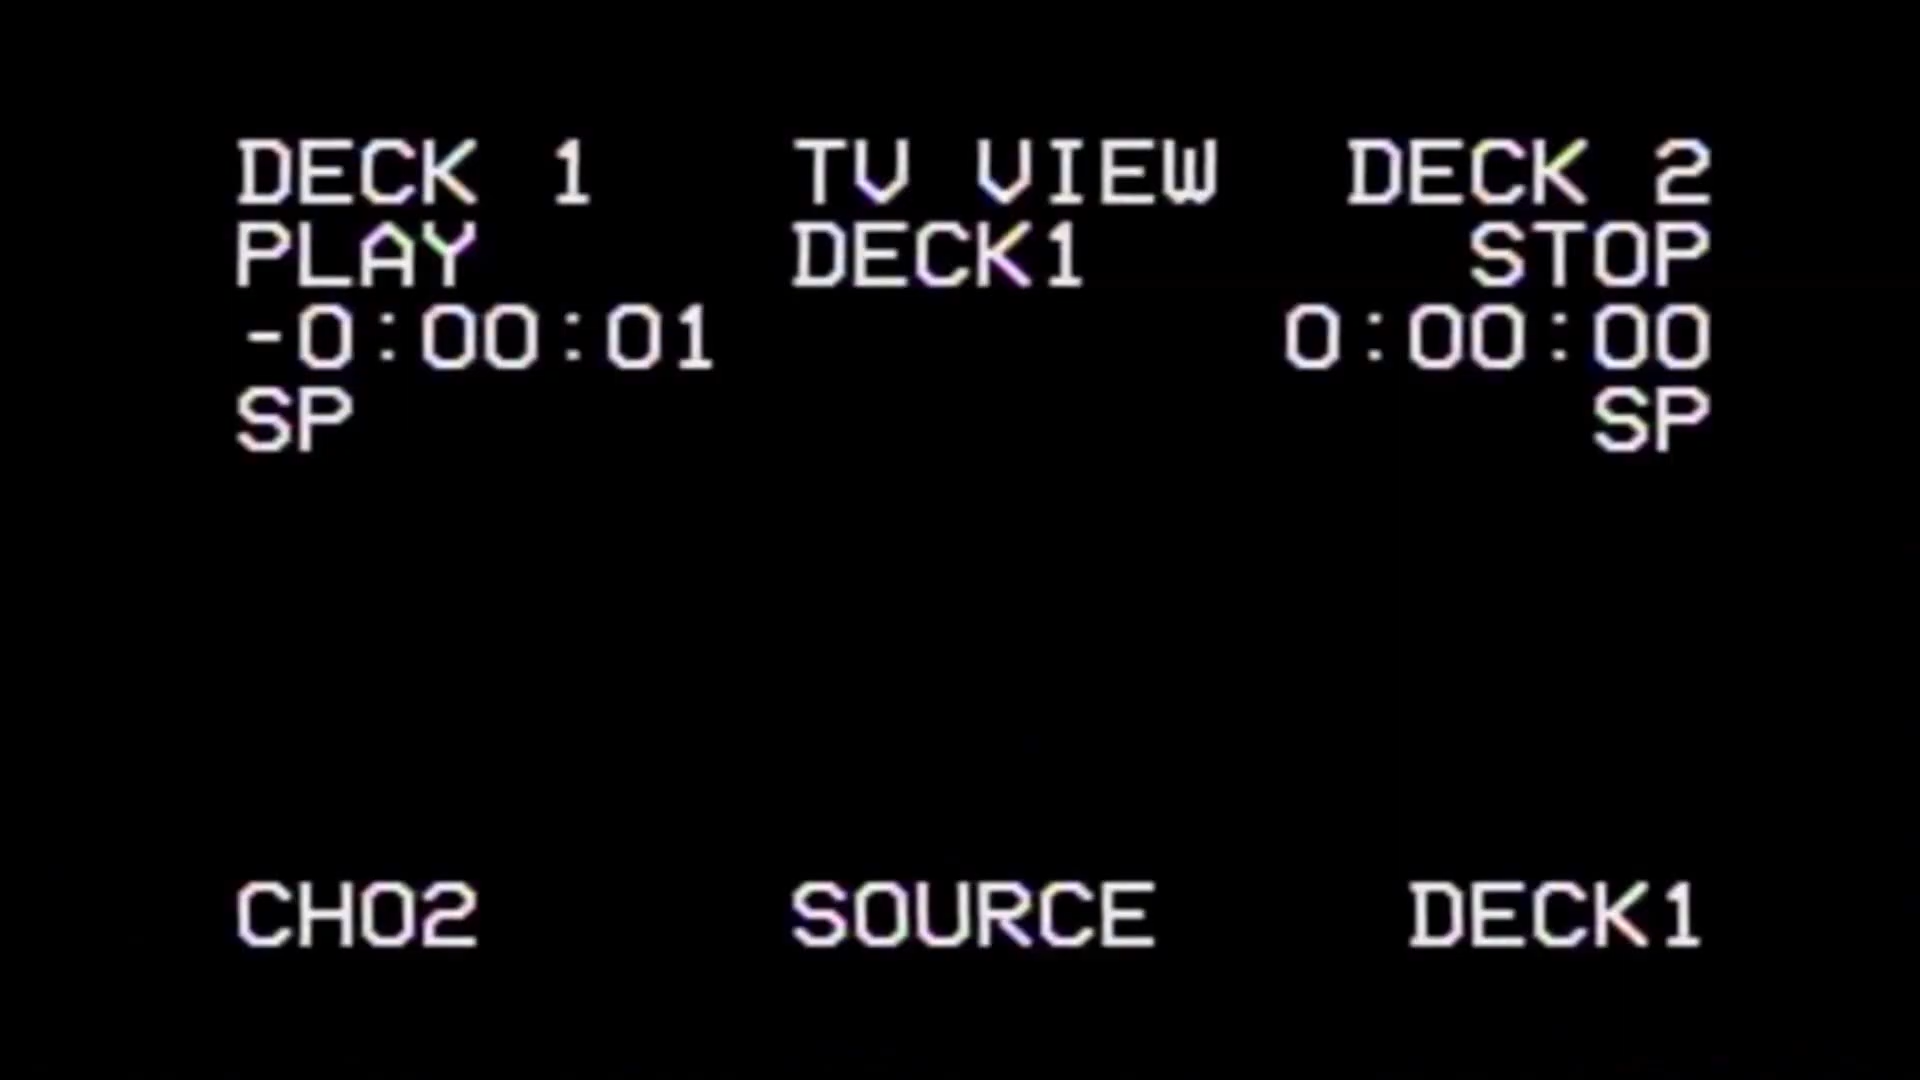 DECK 1 TV VIEW DECK 2
PLAY DECK1 STOP
-0:00:01 0:00:00
SP SP
CH02 SOURCE DECK1